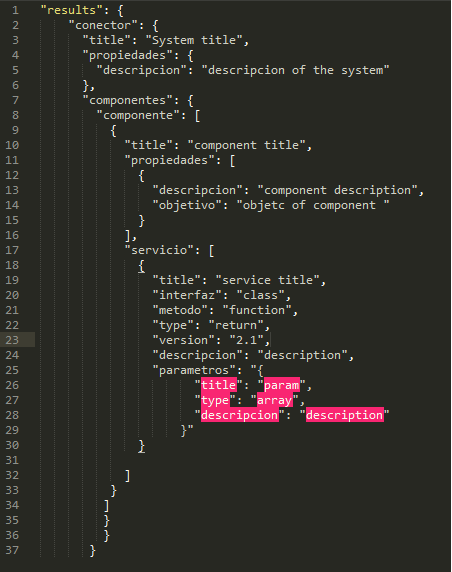 1 "results": {
2 "conector": {
3 "title": "System title",
4 "propiedades": {
5 "descripcion": "descripcion of the system"
6 },
7 "componentes": {
8 "componente": [
9 {
10 "title": "component title",
11 "propiedades": [
12 {
13 "descripcion": "component description",
14 "objetivo": "objetc of component "
15 }
16 ],
17 "servicio": [
18 {
19 "title": "service title",
20 "interfaz": "class",
21 "metodo": "function",
22 "type": "return",
23 "version": "2.1",
24 "descripcion": "description",
25 "parametros": "{
26 "title": "param",
27 "type": "array",
28 "descripcion": "description"
29 }"
30 }
31
32 ]
33 }
34 ]
35 }
36 }
37 }